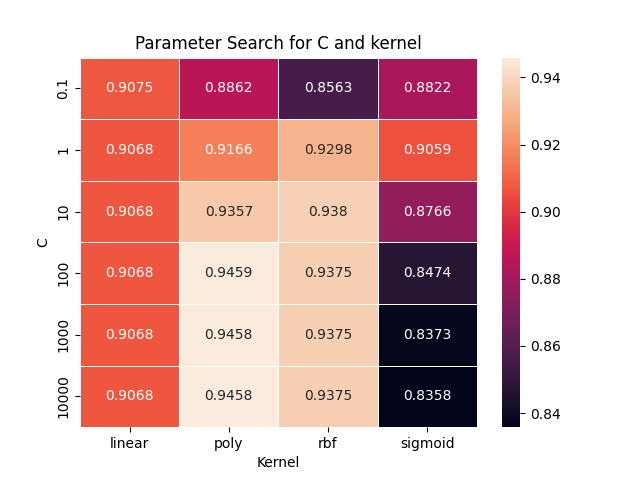 Parameter Search for C and kernel
0.1 0.9075 0.8862 0.8563 0.8822
1 0.9068 0.9166 0.9298 0.9059
10 0.9068 0.9357 0.938 0.8766
100 0.9068 0.9459 0.9375 0.8474
1000 0.9068 0.9458 0.9375 0.8373
10000 0.9068 0.9458 0.9375 0.8358
C
linear poly rbf sigmoid
Kernel
0.94
0.92
0.90
0.88
0.86
0.84